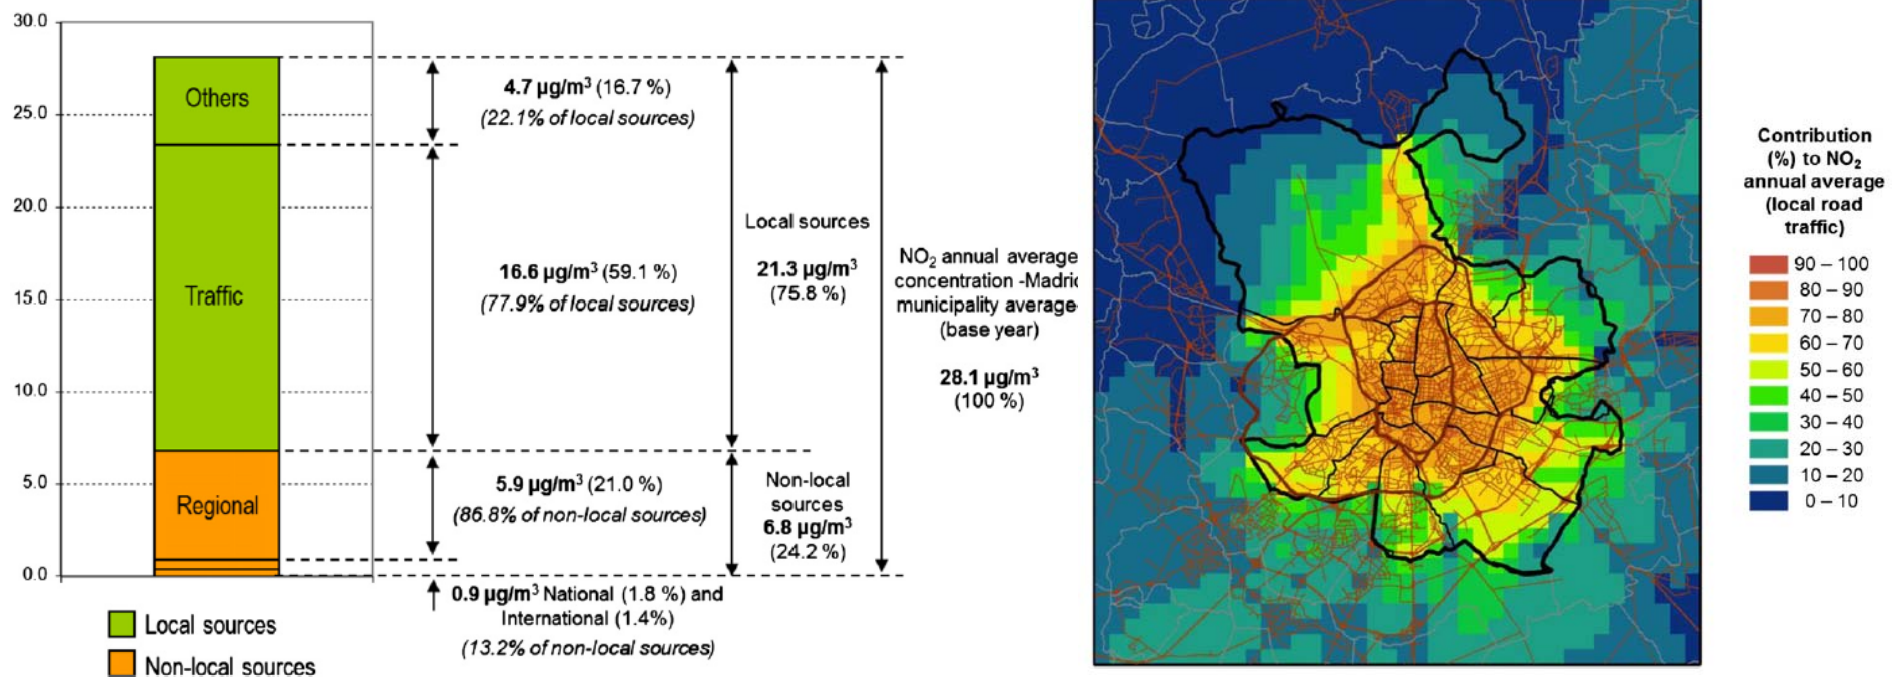 30.0
25.0
20.0
15.0
10.0
5.0
0.0
Others
Traffic
Regional
4.7 µg/m³ (16.7 %)
(22.1% of local sources)
16.6 µg/m³ (59.1 %)
(77.9% of local sources)
5.9 µg/m³ (21.0 %)
(86.8% of non-local sources)
0.9 µg/m³ National (1.8 %) and
International (1.4%)
(13.2% of non-local sources)
Local sources
21.3 µg/m³
(75.8 %)
Non-local
sources
6.8 µg/m³
(24.2 %)
NO₂ annual average
concentration -Madric
municipality average
(base year)
28.1 µg/m³
(100 %)
Local sources
Non-local sources
Contribution
(%) to NO₂
annual average
(local road
traffic)
90 – 100
80 – 90
70 – 80
60 – 70
50 – 60
40 – 50
30 – 40
20 – 30
10 – 20
0 – 10